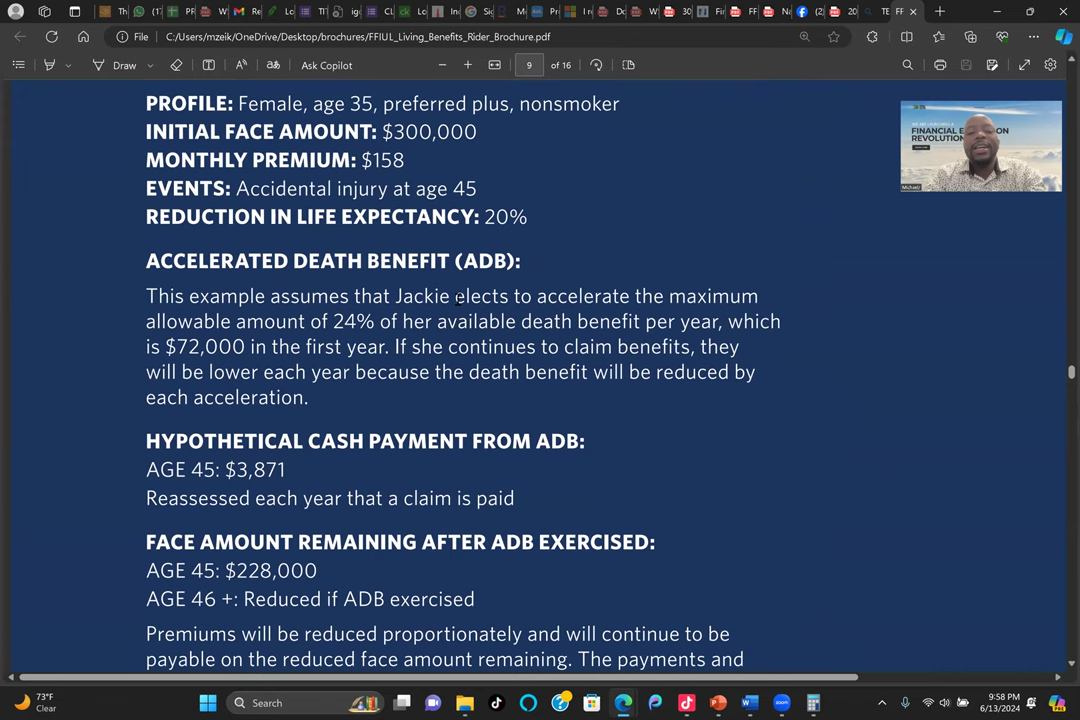 File
C:/Users/mzeik/OneDrive/Desktop/brochures/FFIUL_Living_Benefits_Rider_Brochure.pdf
Draw
Ask Copilot
9 of 16
PROFILE: Female, age 35, preferred plus, nonsmoker
INITIAL FACE AMOUNT: $300,000
MONTHLY PREMIUM: $158
EVENTS: Accidental injury at age 45
REDUCTION IN LIFE EXPECTANCY: 20%
ACCELERATED DEATH BENEFIT (ADB):
This example assumes that Jackie elects to accelerate the maximum
allowable amount of 24% of her available death benefit per year, which
is $72,000 in the first year. If she continues to claim benefits, they
will be lower each year because the death benefit will be reduced by
each acceleration.
HYPOTHETICAL CASH PAYMENT FROM ADB:
AGE 45: $3,871
Reassessed each year that a claim is paid
FACE AMOUNT REMAINING AFTER ADB EXERCISED:
AGE 45: $228,000
AGE 46 +: Reduced if ADB exercised
Premiums will be reduced proportionately and will continue to be
payable on the reduced face amount remaining. The payments and
73°F
Clear
Search
9:58 PM
6/13/2024